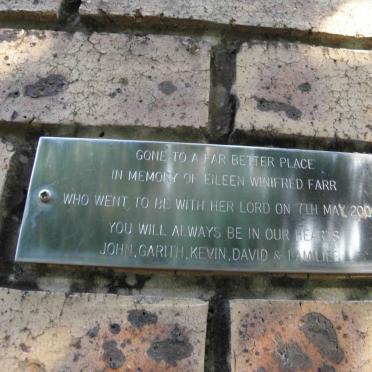 GONE TO A FAR BETTER PLACE
IN MEMORY OF EILEEN WINIFRED FARR
WHO WENT TO BE WITH HER LORD ON 7TH MAY
YOU WILL ALWAYS BE IN OUR HEARTS
JOHN, GARITH, KEVIN, DAVID & FAMILIES